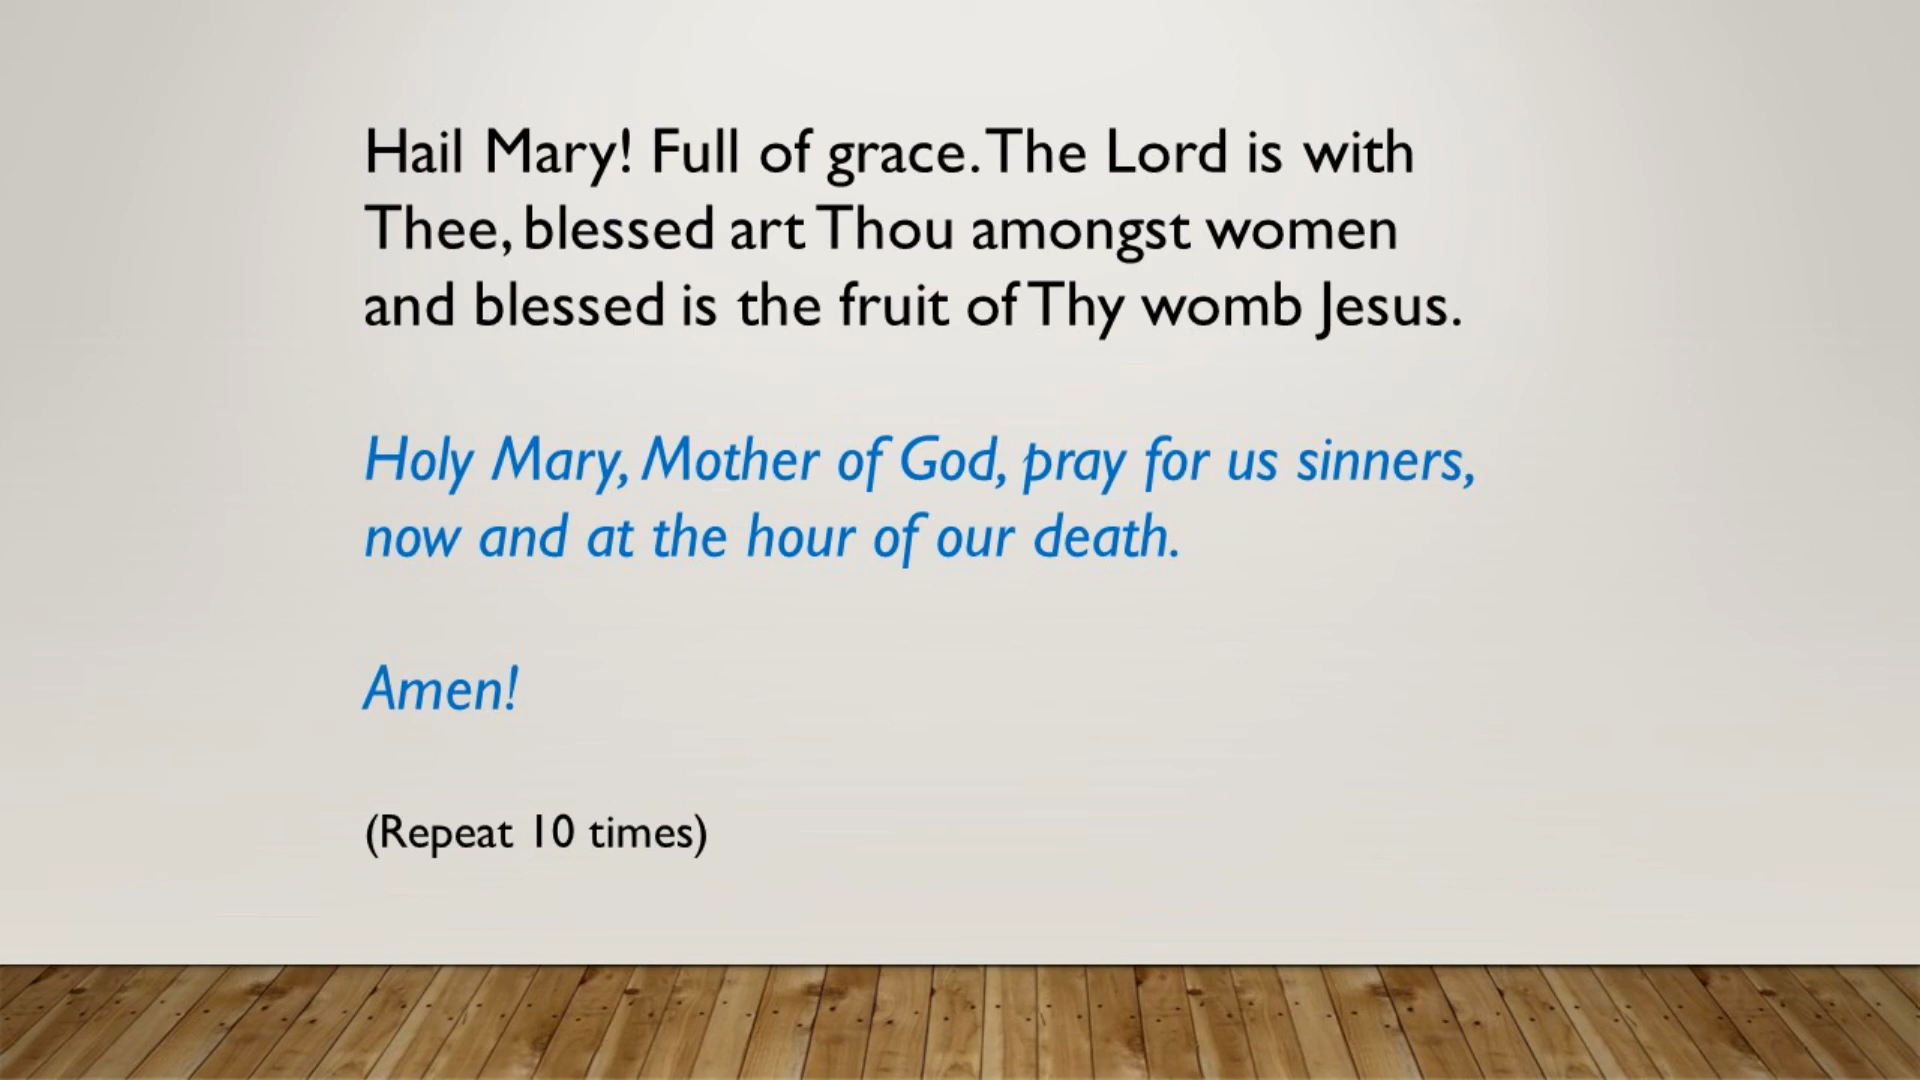 Hail Mary! Full of grace. The Lord is with
Thee, blessed art Thou amongst women
and blessed is the fruit of Thy womb Jesus.
Holy Mary, Mother of God, pray for us sinners,
now and at the hour of our death.
Amen!
(Repeat 10 times)